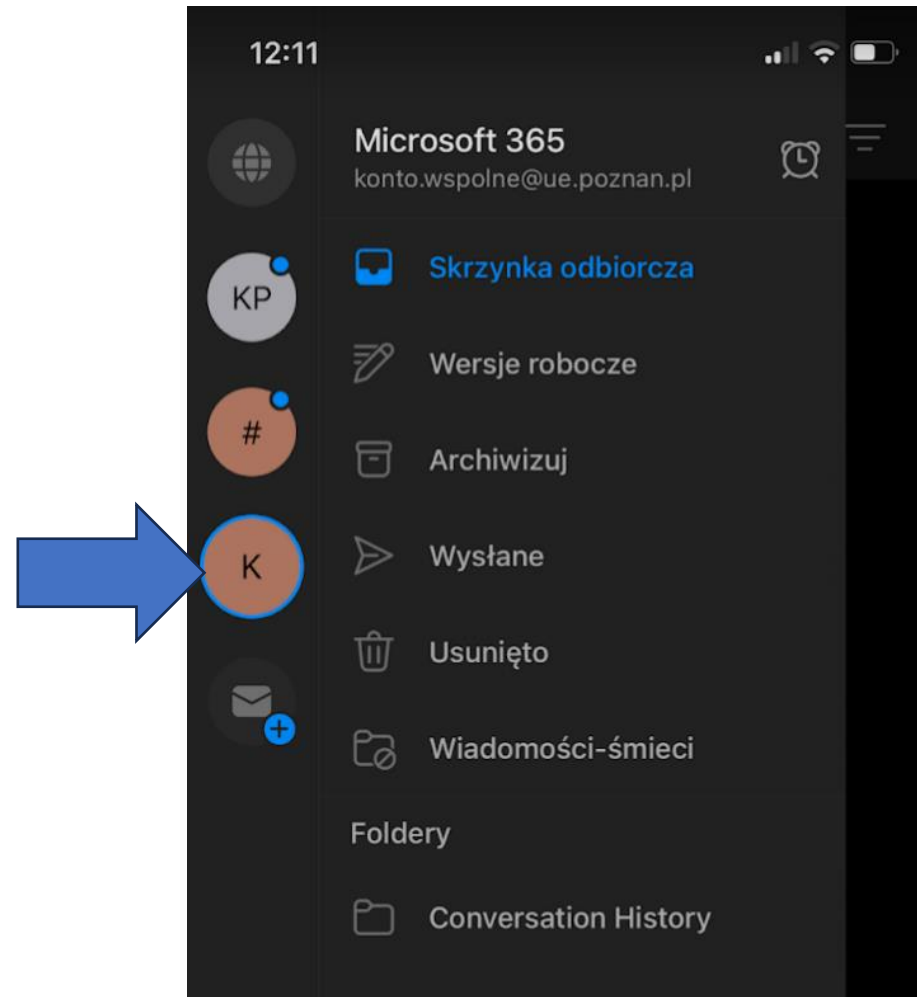 12:11
Microsoft 365
konto.wspolne@ue.poznan.pl
KP
Skrzynka odbiorcza
Wersje robocze
#
Archiwizuj
K
Wysłane
Usunięto
Wiadomości-śmieci
Foldery
Conversation History